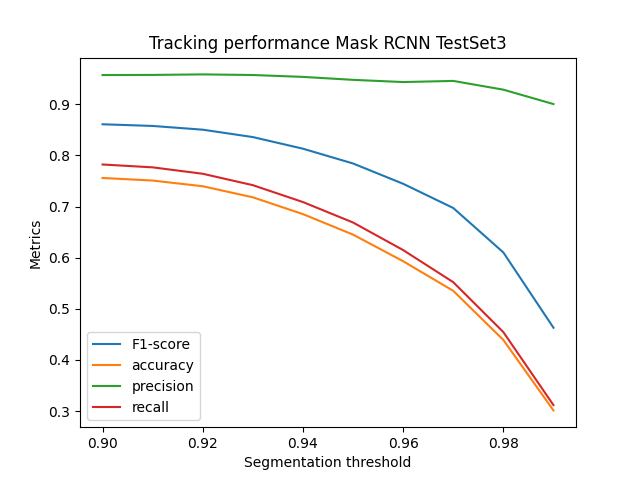 Tracking performance Mask RCNN TestSet3
Metrics
0.9
0.8
0.7
0.6
0.5
0.4
0.3
F1-score
accuracy
precision
recall
0.90 0.92 0.94 0.96 0.98
Segmentation threshold